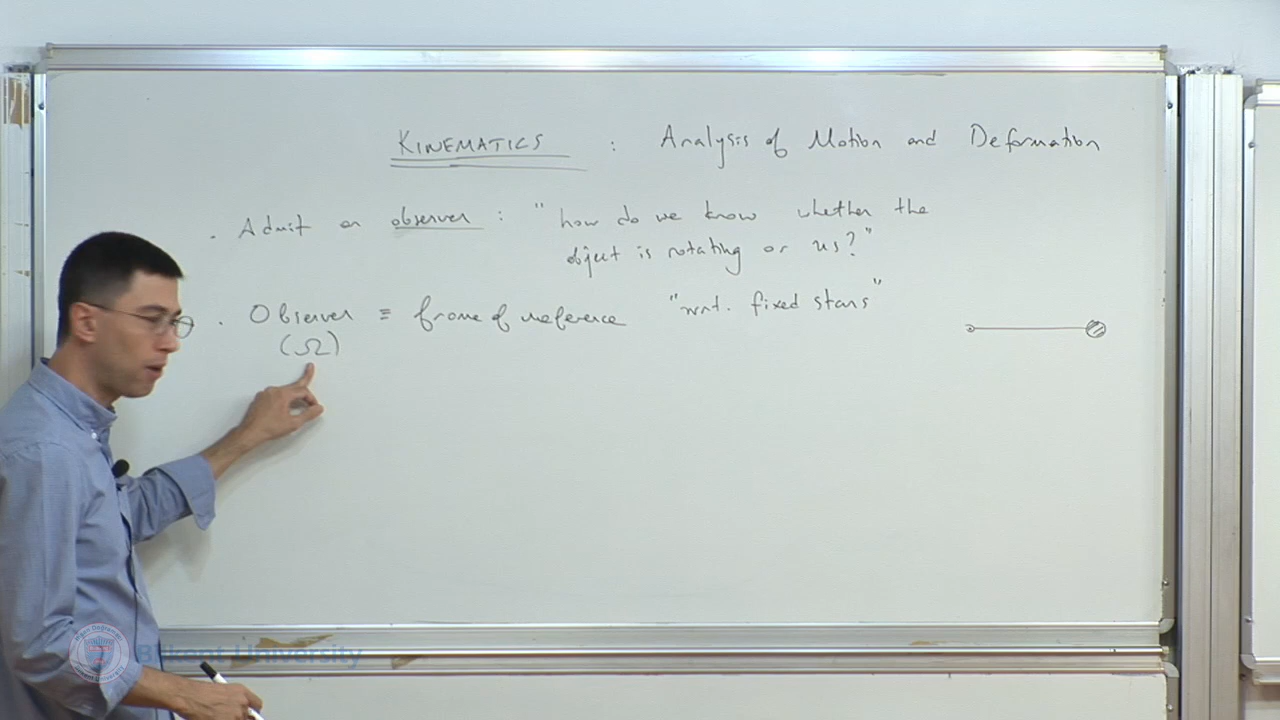 KINEMATICS : Analysis of Motion and Deformation
. Admit an observer : "how do we know whether the
object is rotating or us?"
. Observer ≡ frame of reference "wrt. fixed stars"
(Ω)
Bilkent University